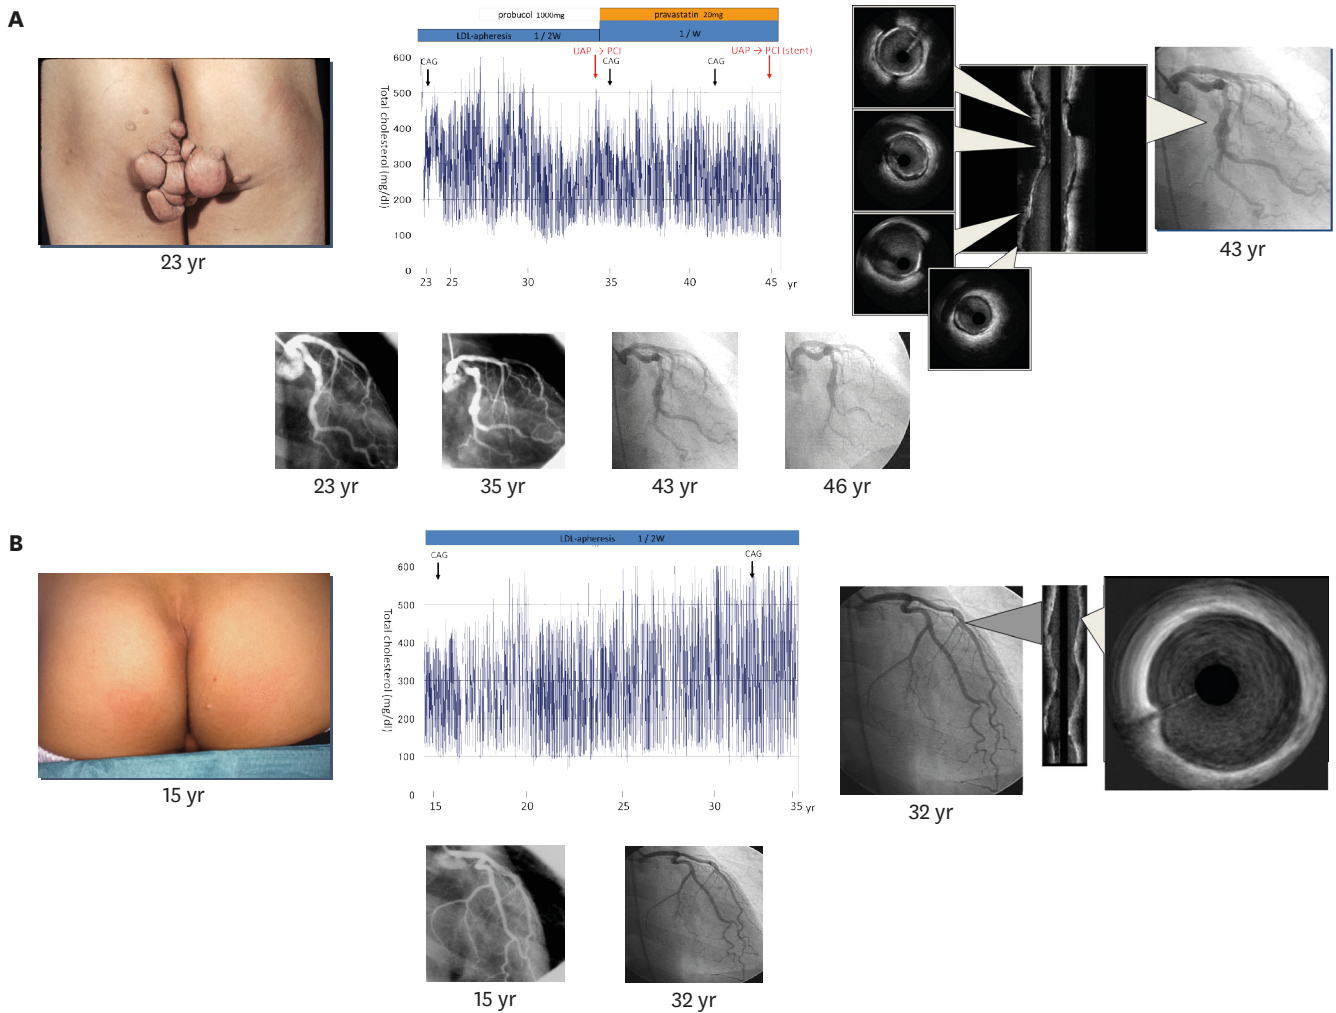 A
probucol 1000mg
pravastatin 20mg
LDL-apheresis 1 / 2W
1 / W
UAP → PCI
UAP → PCI (stent)
CAG
CAG
CAG
Total cholesterol (mg/dl)
600
500
400
300
200
100
0
23 25 30 35 40 45 yr
23 yr
43 yr
23 yr
35 yr
43 yr
46 yr
B
LDL-apheresis 1 / 2W
CAG
CAG
Total cholesterol (mg/dl)
600
500
400
300
200
100
0
15 20 25 30 35 yr
15 yr
32 yr
15 yr
32 yr